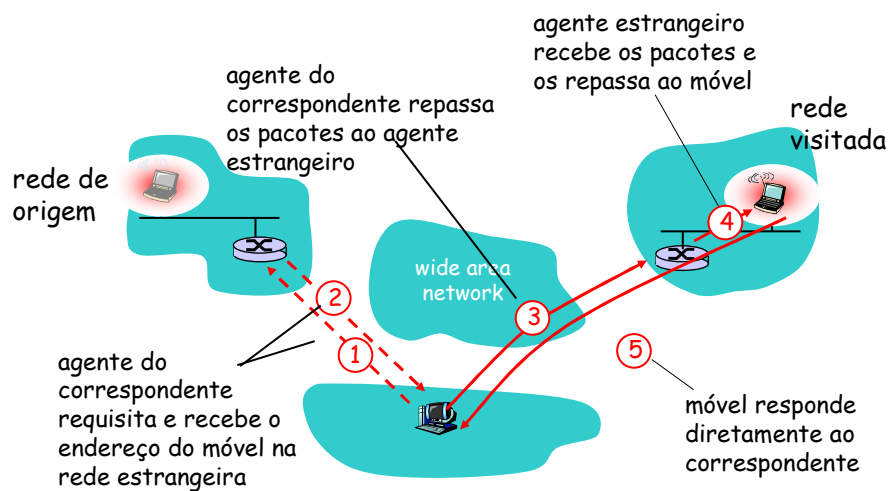 agente estrangeiro
recebe os pacotes e
os repassa ao móvel
agente do
correspondente repassa
os pacotes ao agente
estrangeiro
rede
visitada
rede de
origem
4
wide area
network
2
3
1
5
agente do
correspondente
requisita e recebe o
endereço do móvel na
rede estrangeira
móvel responde
diretamente ao
correspondente